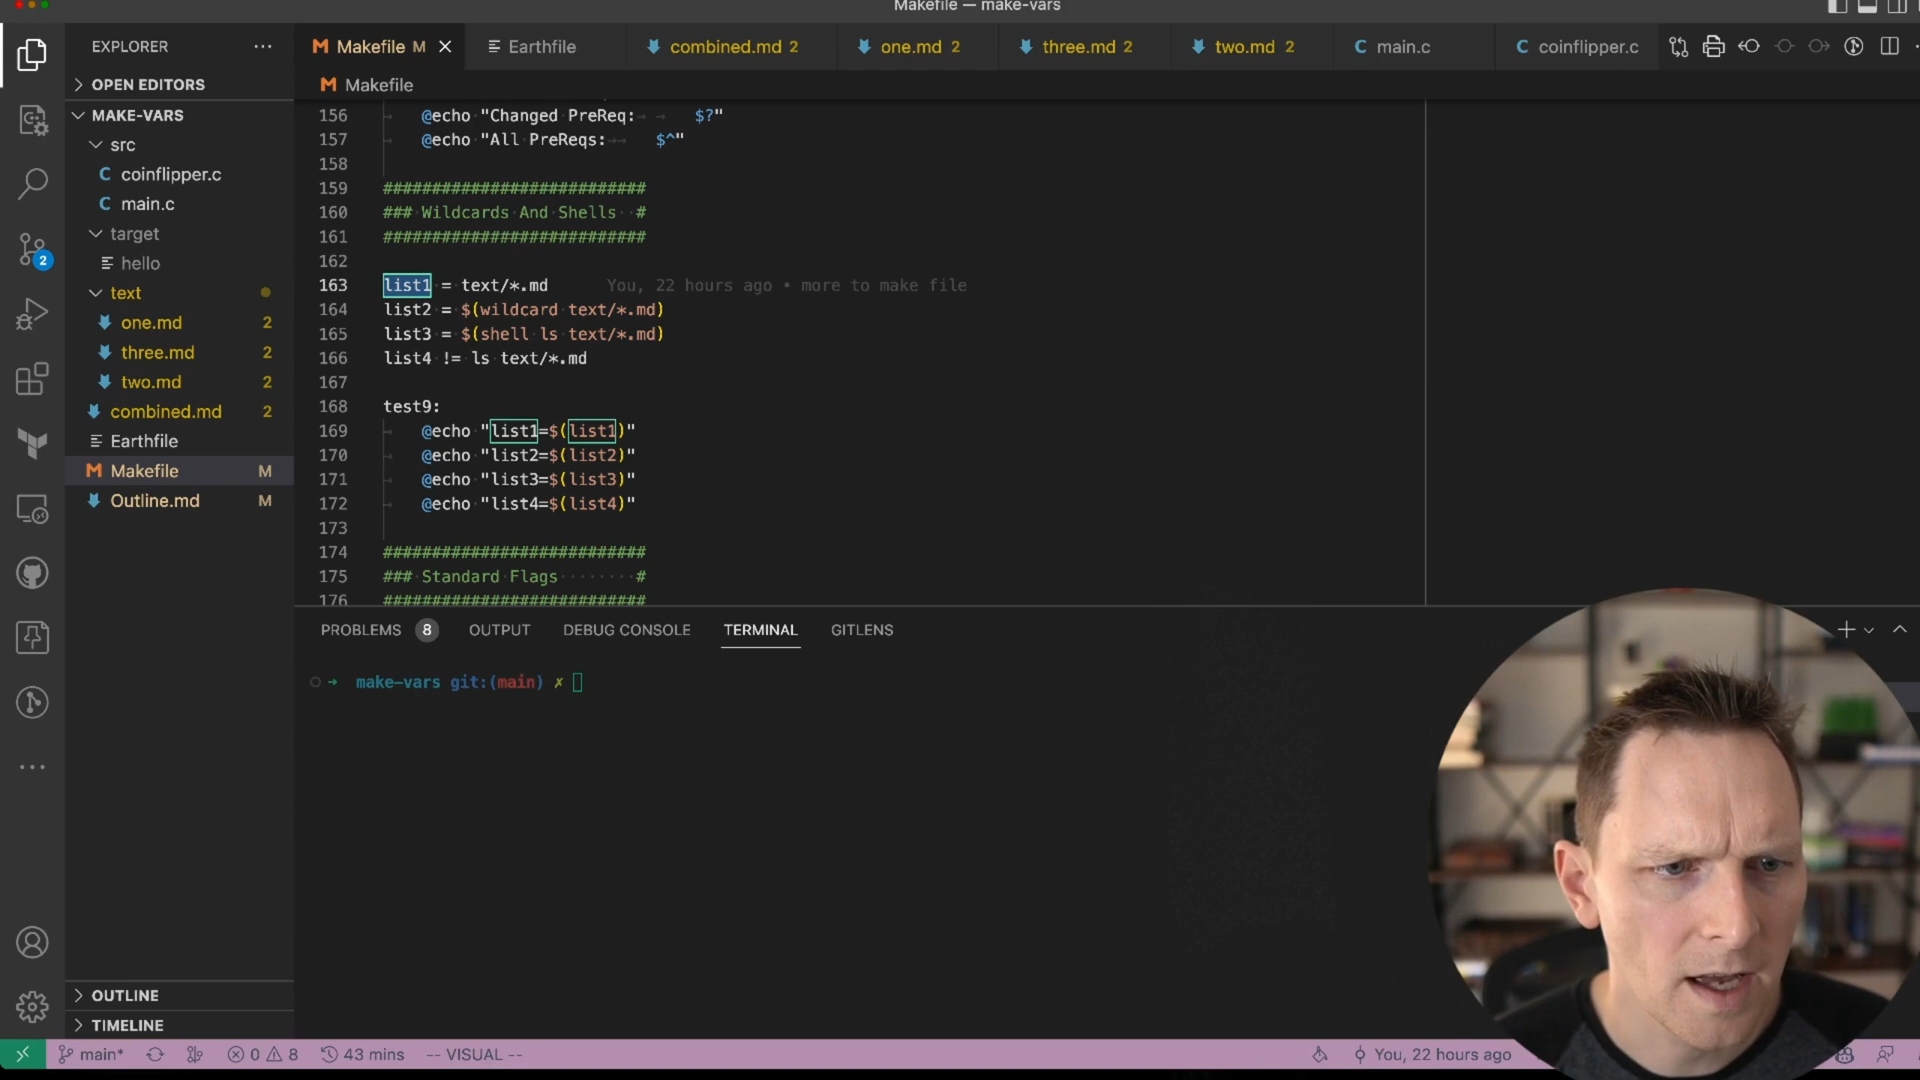 Makefile — make-vars
EXPLORER
Makefile M
Earthfile
combined.md 2
one.md 2
three.md 2
two.md 2
main.c
coinflipper.c
OPEN EDITORS
MAKE-VARS
src
coinflipper.c
main.c
target
hello
text
one.md 2
three.md 2
two.md 2
combined.md 2
Earthfile
Makefile M
Outline.md M
OUTLINE
TIMELINE
2
Makefile
156 @echo "Changed PreReq: $?"
157 @echo "All PreReqs: $^"
158
159 ###########################
160 ### Wildcards And Shells #
161 ###########################
162
163 list1 = text/*.md You, 22 hours ago • more to make file
164 list2 = $(wildcard text/*.md)
165 list3 = $(shell ls text/*.md)
166 list4 != ls text/*.md
167
168 test9:
169 @echo "list1=$(list1)"
170 @echo "list2=$(list2)"
171 @echo "list3=$(list3)"
172 @echo "list4=$(list4)"
173
174 ###########################
175 ### Standard Flags #
176 ###########################
PROBLEMS 8 OUTPUT DEBUG CONSOLE TERMINAL GITLENS
make-vars git:(main) ✗
main* 0 8 43 mins -- VISUAL -- You, 22 hours ago